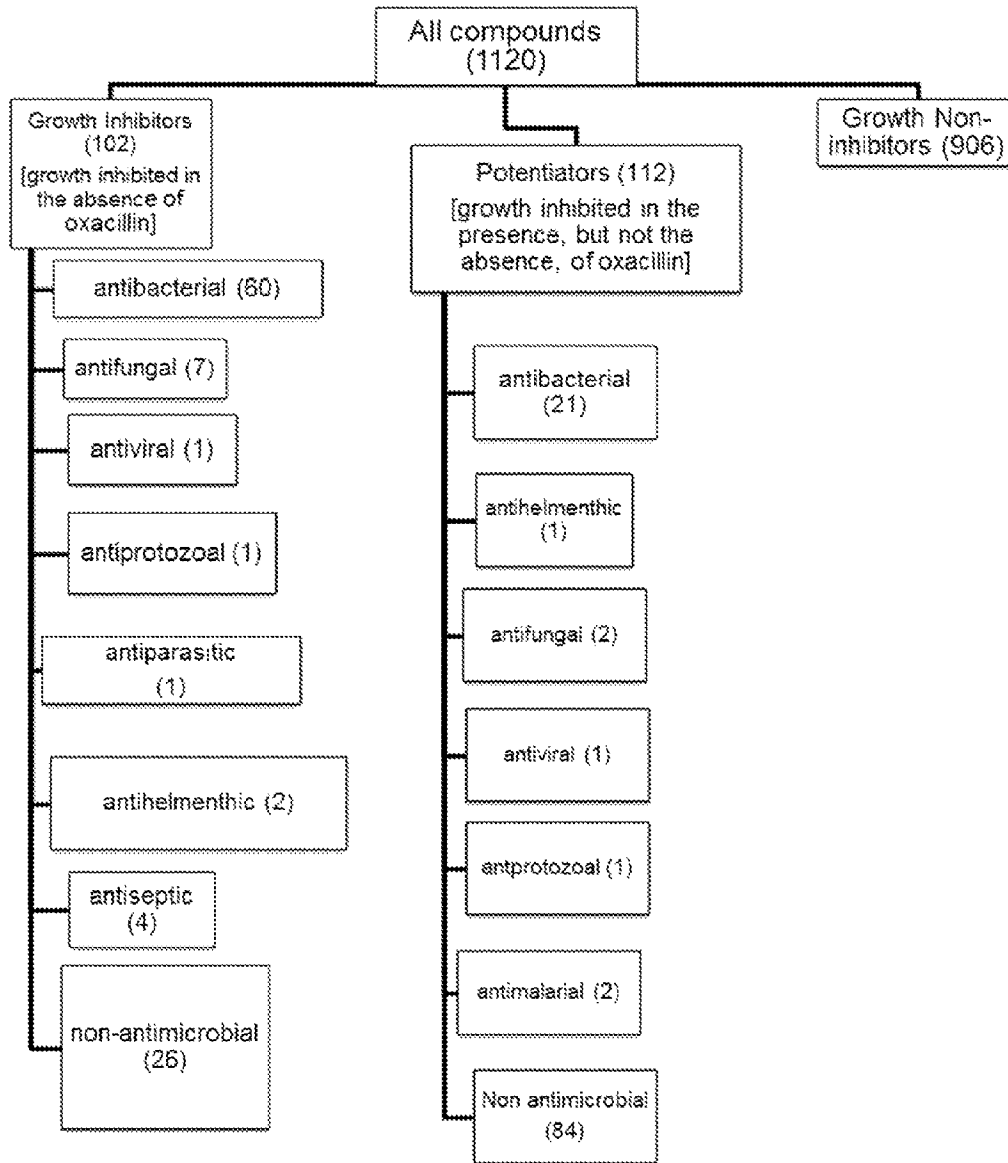 All compounds
(1120)
Growth Inhibitors
(102)
[growth inhibited in
the absence of
oxacillin]
antibacterial (60)
antifungal (7)
antiviral (1)
antiprotozoal (1)
antiparasitic
(1)
antihelmenthic (2)
antiseptic
(4)
non-antimicrobial
(26)
Potentiators (112)
[growth inhibited in the
presence, but not the
absence, of oxacillin]
antibacterial
(21)
antihelmenthic
(1)
antifungal (2)
antiviral (1)
antprotozoal (1)
antimalarial (2)
Non antimicrobial
(84)
Growth Non-
inhibitors (906)